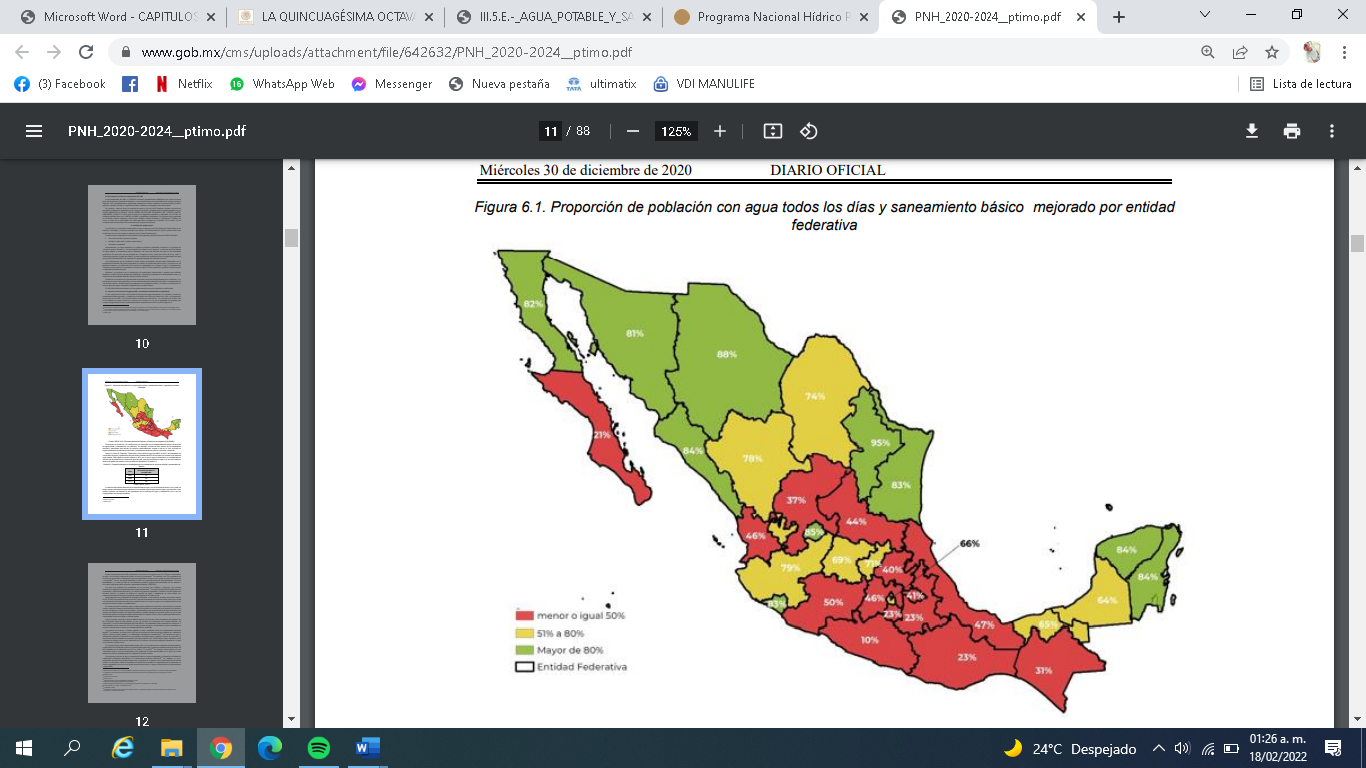 Microsoft Word - CAPITULOS
LA QUINCUAGÉSIMA OCTAVA
III.5.E.-_AGUA_POTABLE_Y_SA
Programa Nacional Hídrico P
PNH_2020-2024__ptimo.pdf
www.gob.mx/cms/uploads/attachment/file/642632/PNH_2020-2024__ptimo.pdf
(3) Facebook
Netflix
16
WhatsApp Web
Messenger
Nueva pestaña
TATA
ultimatix
VDI MANULIFE
Lista de lectura
PNH_2020-2024__ptimo.pdf
11 / 88
125%
10
11
12
Miércoles 30 de diciembre de 2020 DIARIO OFICIAL
Figura 6.1. Proporción de población con agua todos los días y saneamiento básico mejorado por entidad
federativa
82%
81%
88%
74%
21%
84%
78%
95%
83%
37%
44%
46%
85%
66%
79%
69%
71%
40%
84%
84%
83%
50%
46%
41%
64%
23%
23%
47%
65%
10%
23%
31%
menor o igual 50%
51% a 80%
Mayor de 80%
Entidad Federativa
24°C Despejado
01:26 a. m.
18/02/2022